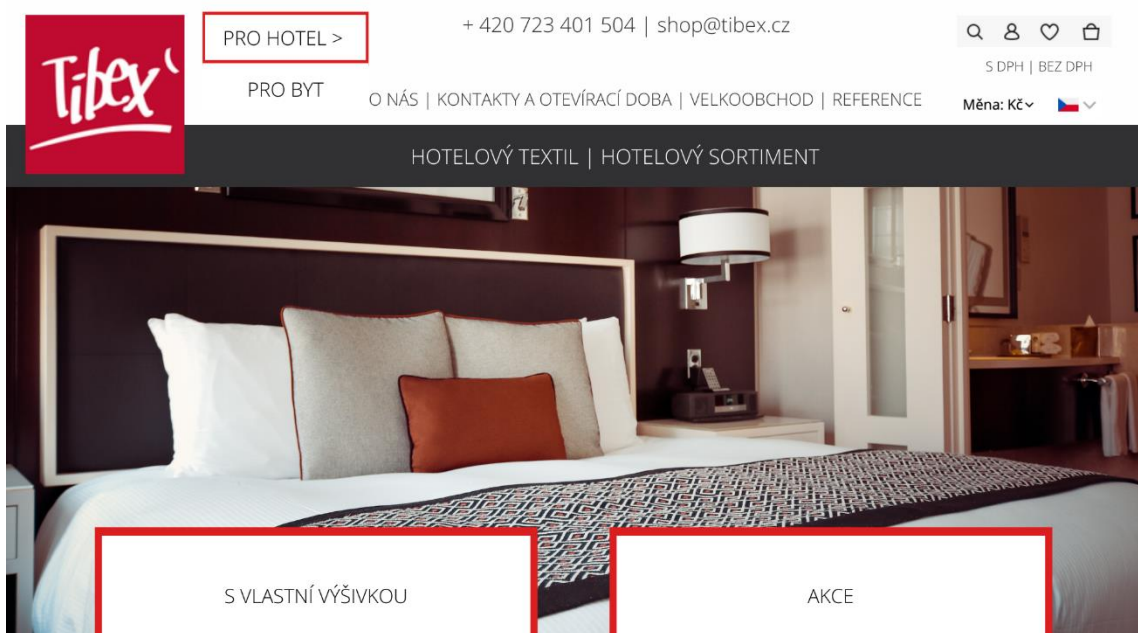 Tibex
PRO HOTEL >
PRO BYT
+ 420 723 401 504 | shop@tibex.cz
S DPH | BEZ DPH
O NÁS | KONTAKTY A OTEVÍRACÍ DOBA | VELKOOBCHOD | REFERENCE
Měna: Kč
HOTELOVÝ TEXTIL | HOTELOVÝ SORTIMENT
S VLASTNÍ VÝŠIVKOU
AKCE